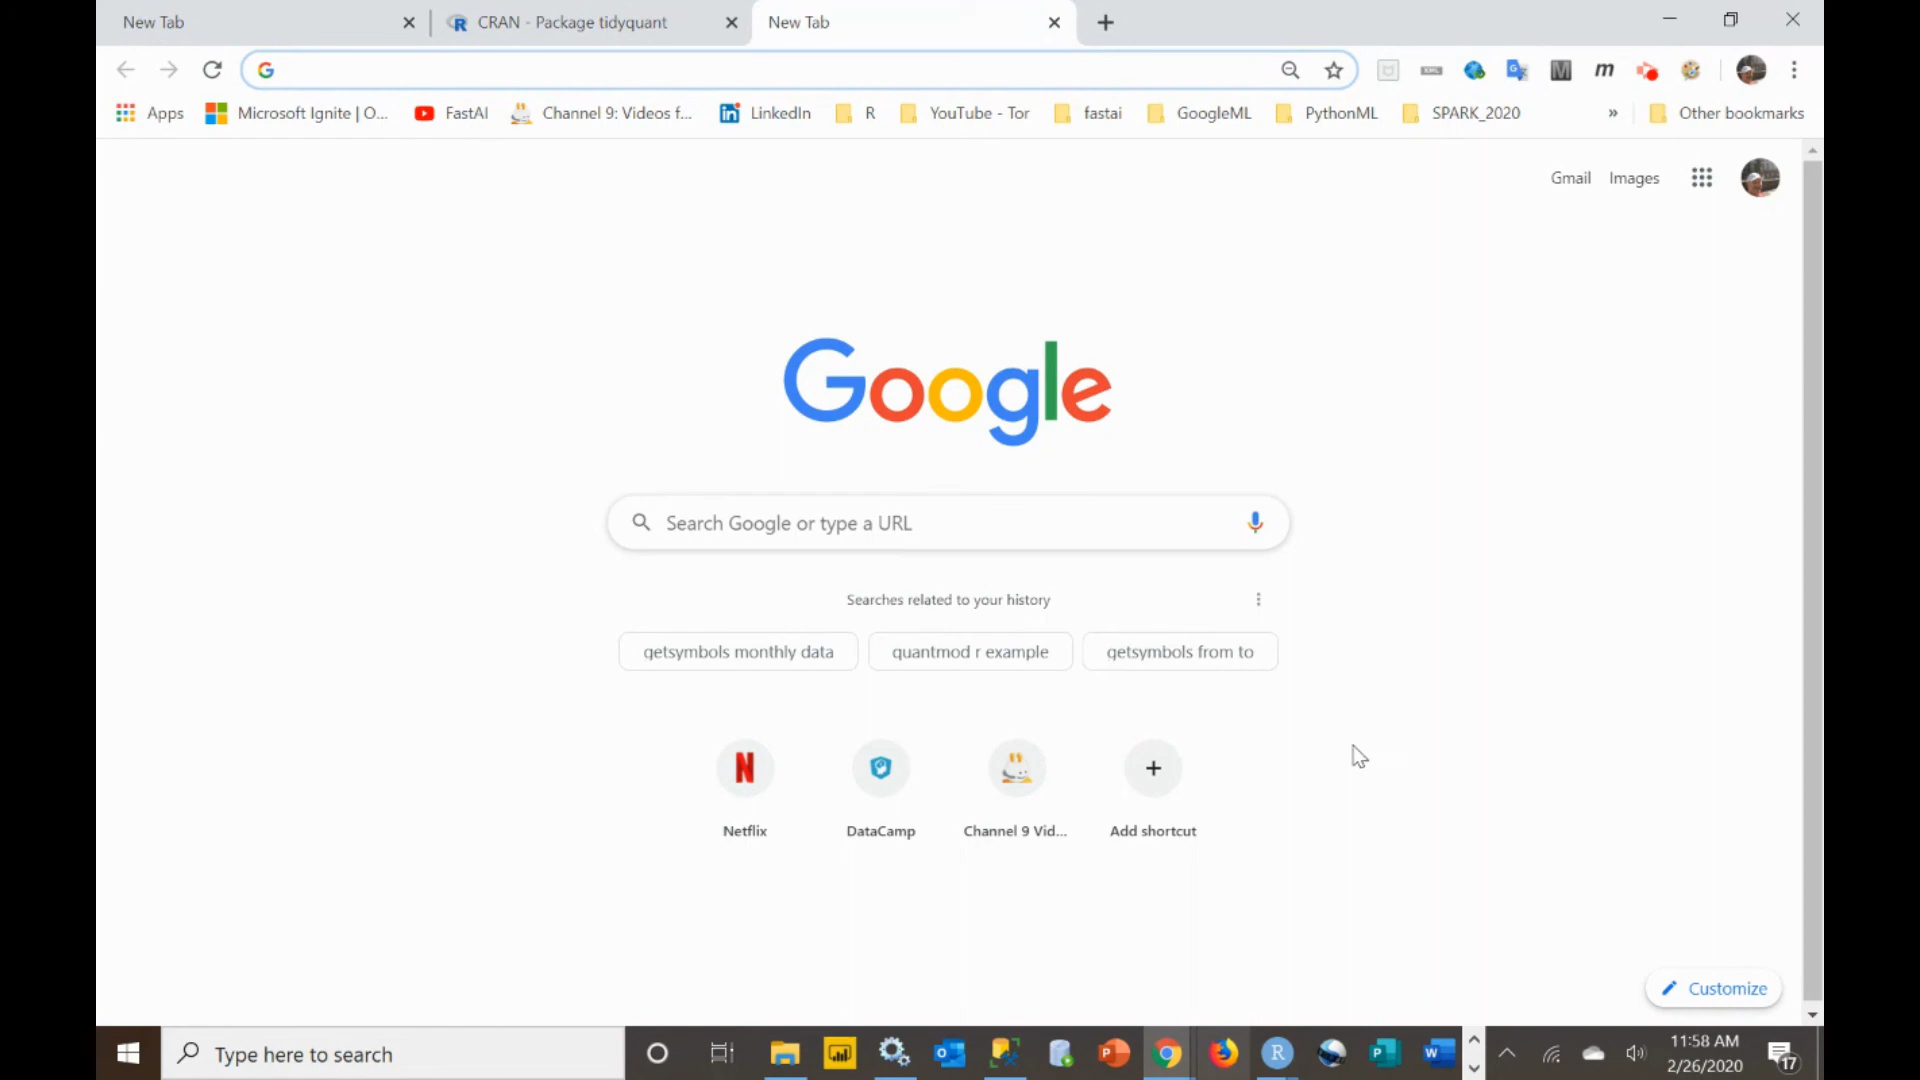 New Tab
CRAN - Package tidyquant
New Tab
Apps
Microsoft Ignite | O...
FastAI
Channel 9: Videos f...
LinkedIn
R
YouTube - Tor
fastai
GoogleML
PythonML
SPARK_2020
»
Other bookmarks
Gmail
Images
Google
Search Google or type a URL
Searches related to your history
getsymbols monthly data
quantmod r example
getsymbols from to
Netflix
DataCamp
Channel 9 Vid...
Add shortcut
Customize
Type here to search
11:58 AM
2/26/2020
17